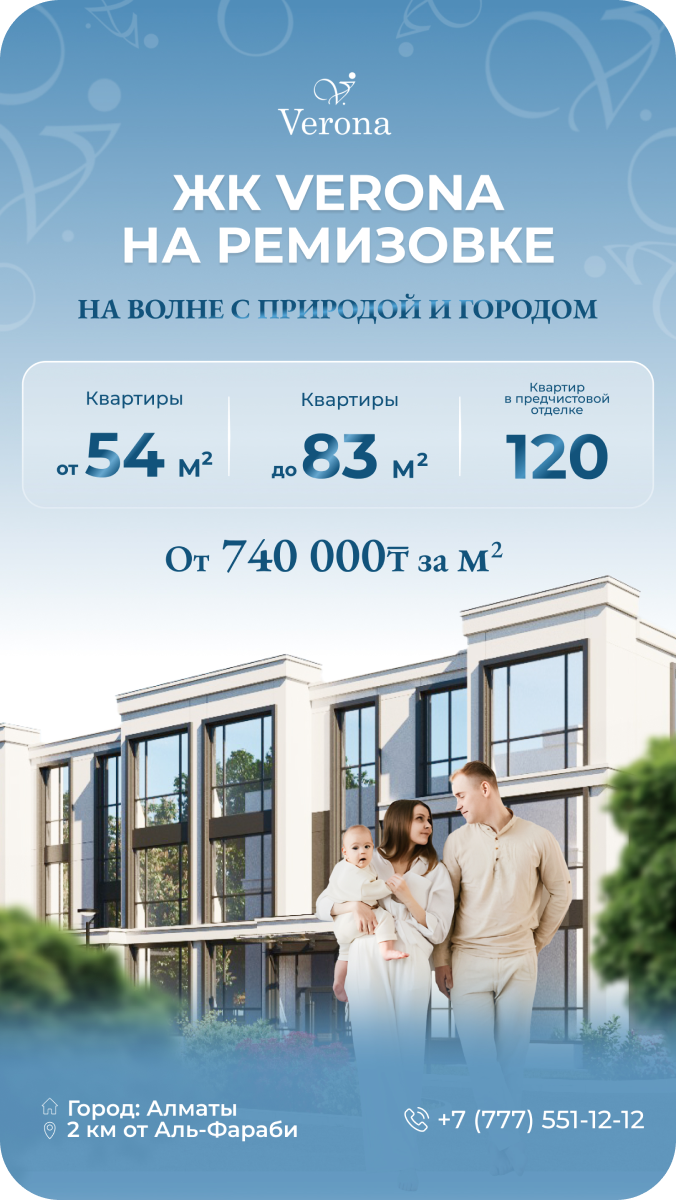 Verona
ЖК VERONA
НА РЕМИЗОВКЕ
НА ВОЛНЕ С ПРИРОДОЙ И ГОРОДОМ
Квартиры
от 54 м²
Квартиры
до 83 м²
Квартир
в предчистовой
отделке
120
От 740 000₸ за м²
Город: Алматы
2 км от Аль-Фараби
+7 (777) 551-12-12